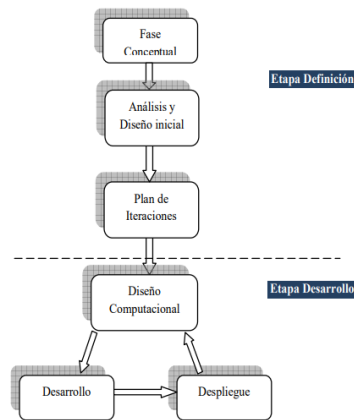 Fase
Conceptual
Etapa Definición
Análisis y
Diseño inicial
Plan de
Iteraciones
Diseño
Computacional
Etapa Desarrollo
Desarrollo
Despliegue